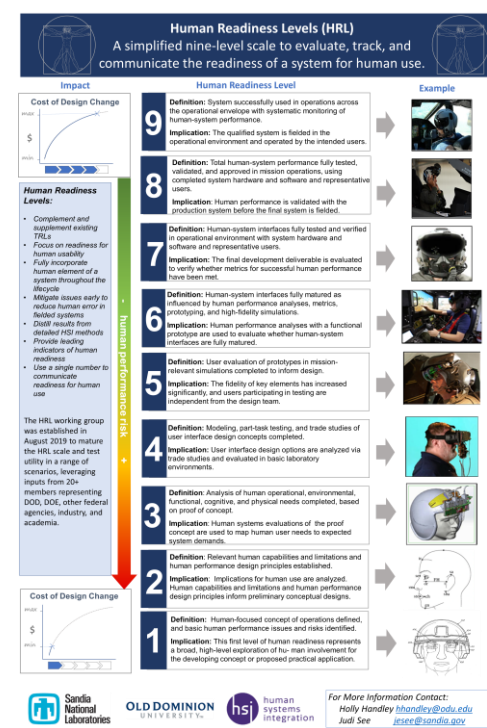 Human Readiness Levels (HRL)
A simplified nine-level scale to evaluate, track, and
communicate the readiness of a system for human use.
Impact
Human Readiness Level
Example
Cost of Design Change
max
$
min
Human Readiness
Levels:
• Complement and
supplement existing
TRLs
• Focus on readiness for
human usability
• Fully incorporate
human element of a
system throughout the
lifecycle
• Mitigate issues early to
reduce human error in
fielded systems
• Distill results from
detailed HSI methods
• Provide leading
indicators of human
readiness
• Use a single number to
communicate
readiness for human
use
The HRL working group
was established in
August 2019 to mature
the HRL scale and test
utility in a range of
scenarios, leveraging
inputs from 20+
members representing
DOD, DOE, other federal
agencies, industry, and
academia.
- human performance risk +
Cost of Design Change
max
$
min
9
Definition: System successfully used in operations across
the operational envelope with systematic monitoring of
human-system performance.
Implication: The qualified system is fielded in the
operational environment and operated by the intended users.
8
Definition: Total human-system performance fully tested,
validated, and approved in mission operations, using
completed system hardware and software and representative
users.
Implication: Human performance is validated with the
production system before the final system is fielded.
7
Definition: Human-system interfaces fully tested and verified
in operational environment with system hardware and
software and representative users.
Implication: The final development deliverable is evaluated
to verify whether metrics for successful human performance
have been met.
6
Definition: Human-system interfaces fully matured as
influenced by human performance analyses, metrics,
prototyping, and high-fidelity simulations.
Implication: Human performance analyses with a functional
prototype are used to evaluate whether human-system
interfaces are fully matured.
5
Definition: User evaluation of prototypes in mission-
relevant simulations completed to inform design.
Implication: The fidelity of key elements has increased
significantly, and users participating in testing are
independent from the design team.
4
Definition: Modeling, part-task testing, and trade studies of
user interface design concepts completed.
Implication: User interface design options are analyzed via
trade studies and evaluated in basic laboratory
environments.
3
Definition: Analysis of human operational, environmental,
functional, cognitive, and physical needs completed, based
on proof of concept.
Implication: Human systems evaluations of the proof
concept are used to map human user needs to expected
system demands.
2
Definition: Relevant human capabilities and limitations and
human performance design principles established.
Implication: Implications for human use are analyzed.
Human capabilities and limitations and human performance
design principles inform preliminary conceptual designs.
1
Definition: Human-focused concept of operations defined,
and basic human performance issues and risks identified.
Implication: This first level of human readiness represents
a broad, high-level exploration of hu- man involvement for
the developing concept or proposed practical application.
Sandia
National
Laboratories
OLD DOMINION
UNIVERSITY
hsi
human
systems
integration
For More Information Contact:
Holly Handley hhandley@odu.edu
Judi See jesee@sandia.gov